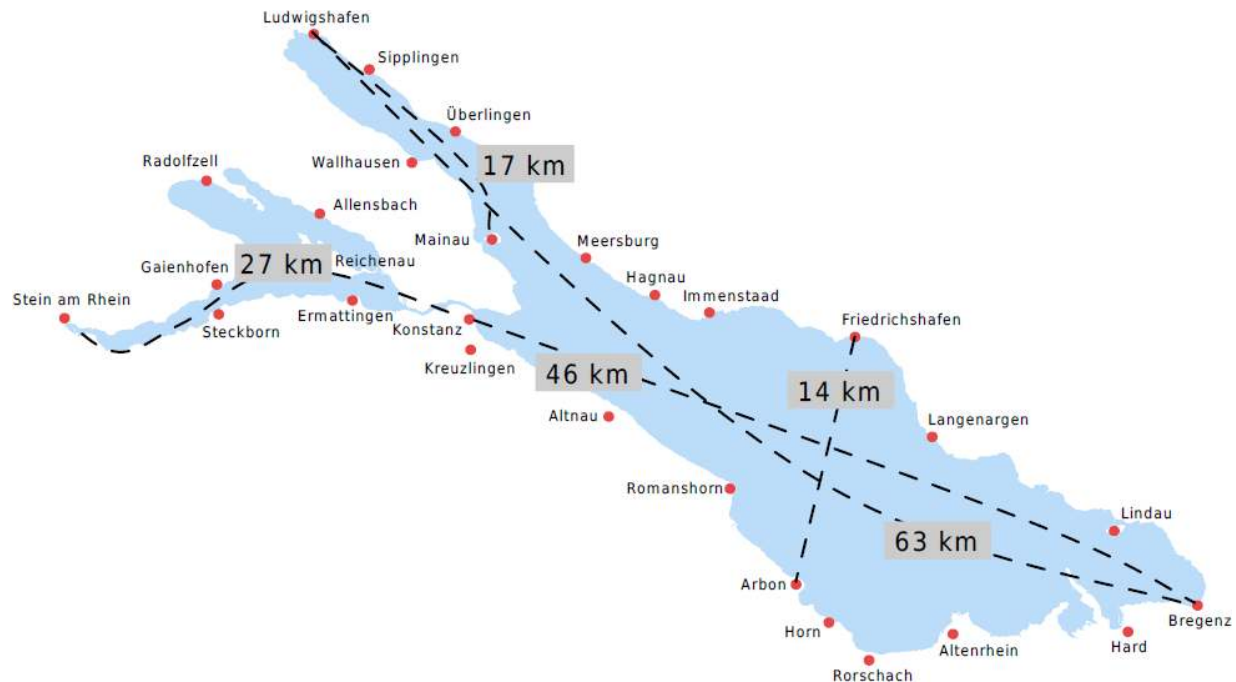 Ludwigshafen
Sipplingen
Überlingen
Wallhausen
17 km
Radolfzell
Allensbach
Mainau
Meersburg
Gaienhofen
27 km
Reichenau
Hagnau
Immenstaad
Stein am Rhein
Steckborn
Ermattingen
Konstanz
Friedrichshafen
Kreuzlingen
46 km
14 km
Altnau
Langenargen
Romanshorn
Lindau
63 km
Arbon
Horn
Bregenz
Altenrhein
Hard
Rorschach